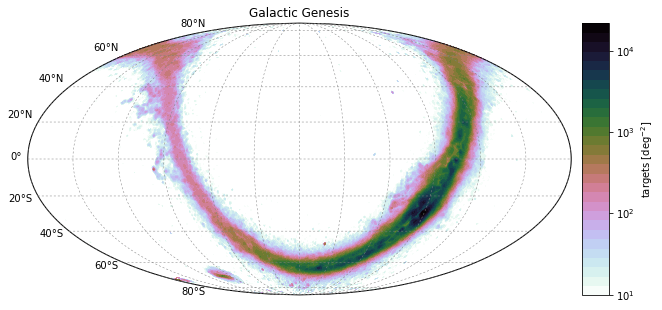 Galactic Genesis
80°N
60°N
40°N
20°N
0°
20°S
40°S
60°S
80°S
10⁴
10³
10²
10¹
targets [deg⁻²]